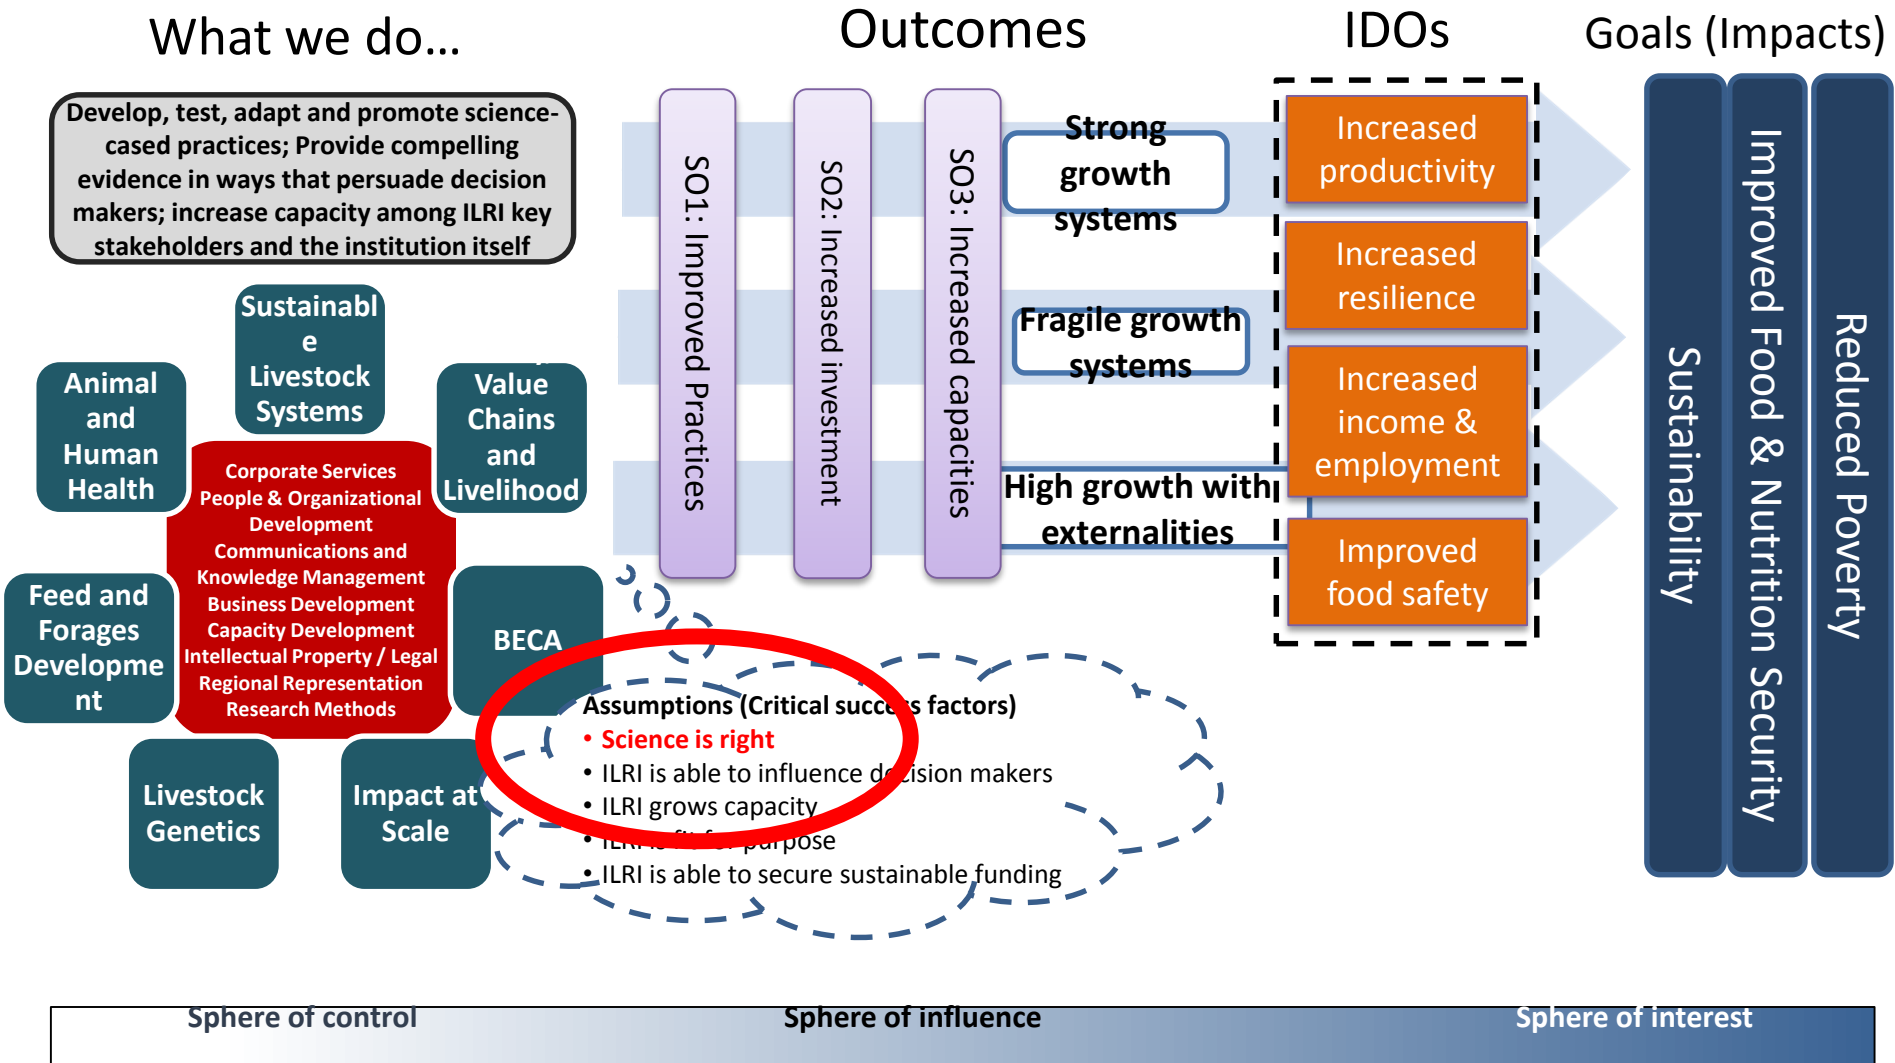 What we do...
Outcomes
IDOs
Goals (Impacts)
Develop, test, adapt and promote science-
cased practices; Provide compelling
evidence in ways that persuade decision
makers; increase capacity among ILRI key
stakeholders and the institution itself
Sustainabl
e
Livestock
Systems
Animal
and
Human
Health
Value
Chains
and
Livelihood
Corporate Services
People & Organizational
Development
Communications and
Knowledge Management
Business Development
Capacity Development
Intellectual Property / Legal
Regional Representation
Research Methods
Feed and
Forages
Developme
nt
BECA
Livestock
Genetics
Impact at
Scale
SO1: Improved Practices
SO2: Increased investment
SO3: Increased capacities
Strong
growth
systems
Fragile growth
systems
High growth with
externalities
Increased
productivity
Increased
resilience
Increased
income &
employment
Improved
food safety
Sustainability
Improved Food & Nutrition Security
Reduced Poverty
Assumptions (Critical success factors)
• Science is right
• ILRI is able to influence decision makers
• ILRI grows capacity
• ILRI is fit for purpose
• ILRI is able to secure sustainable funding
Sphere of control
Sphere of influence
Sphere of interest